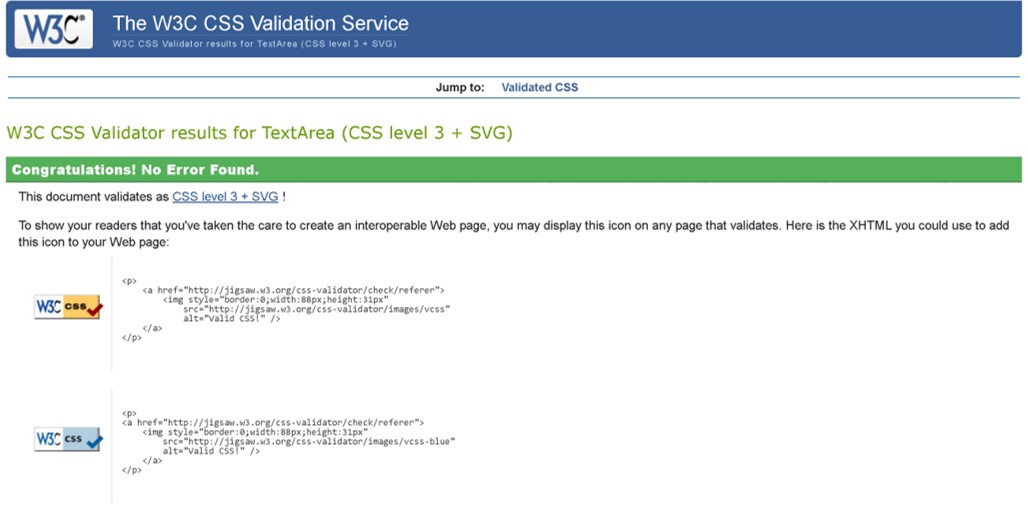 W3C®
The W3C CSS Validation Service
W3C CSS Validator results for TextArea (CSS level 3 + SVG)
Jump to: Validated CSS
W3C CSS Validator results for TextArea (CSS level 3 + SVG)
Congratulations! No Error Found.
This document validates as CSS level 3 + SVG !
To show your readers that you've taken the care to create an interoperable Web page, you may display this icon on any page that validates. Here is the XHTML you could use to add
this icon to your Web page:
W3C css
<p>
<a href="http://jigsaw.w3.org/css-validator/check/referer">
<img style="border:0;width:88px;height:31px"
src="http://jigsaw.w3.org/css-validator/images/vcss"
alt="Valid CSS!" />
</a>
</p>
W3C css
<p>
<a href="http://jigsaw.w3.org/css-validator/check/referer">
<img style="border:0;width:88px;height:31px"
src="http://jigsaw.w3.org/css-validator/images/vcss-blue"
alt="Valid CSS!" />
</a>
</p>